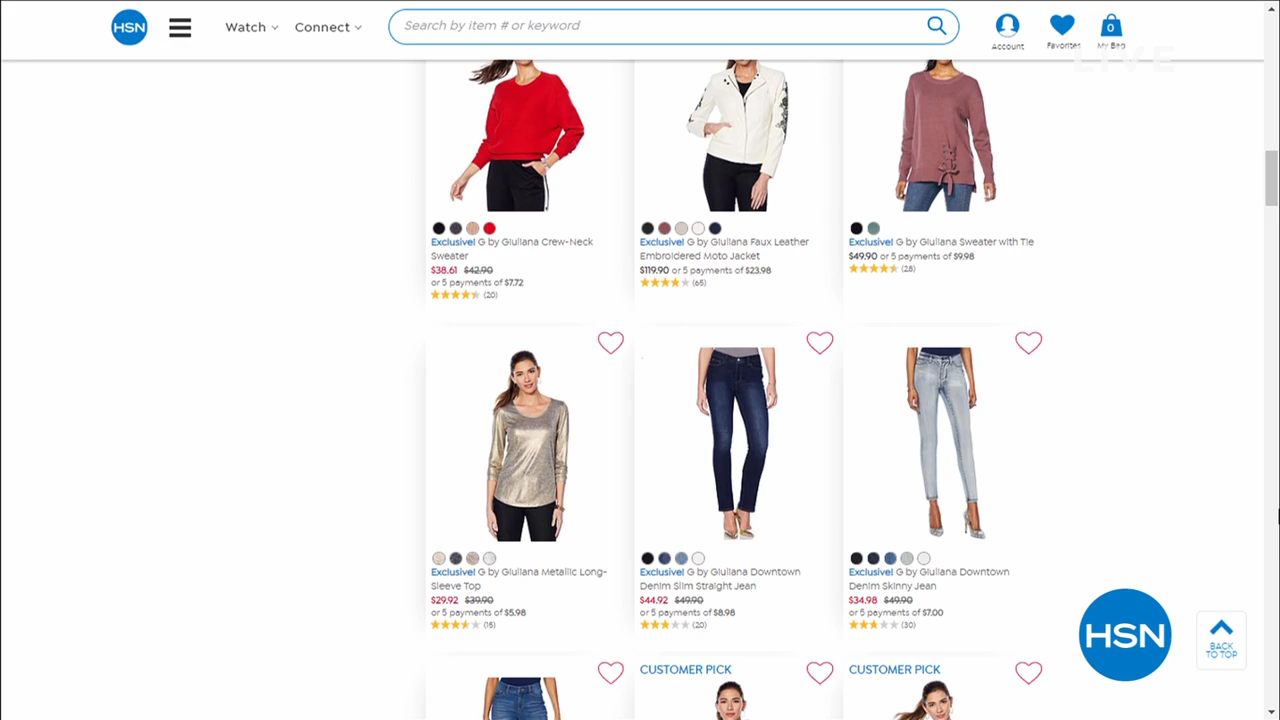 HSN
Watch
Connect
Search by item # or keyword
Account
Favorites
0
My Bag
LIVE
Exclusive! G by Giuliana Crew-Neck
Sweater
$38.61 $42.90
or 5 payments of $7.72
(20)
Exclusive! G by Giuliana Faux Leather
Embroidered Moto Jacket
$119.90 or 5 payments of $23.98
(65)
Exclusive! G by Giuliana Sweater with Tie
$49.90 or 5 payments of $9.98
(28)
Exclusive! G by Giuliana Metallic Long-
Sleeve Top
$29.92 $39.90
or 5 payments of $5.98
(15)
Exclusive! G by Giuliana Downtown
Denim Slim Straight Jean
$44.92 $49.90
or 5 payments of $8.98
(20)
Exclusive! G by Giuliana Downtown
Denim Skinny Jean
$34.98 $49.90
or 5 payments of $7.00
(30)
HSN
BACK
TO TOP
CUSTOMER PICK
CUSTOMER PICK